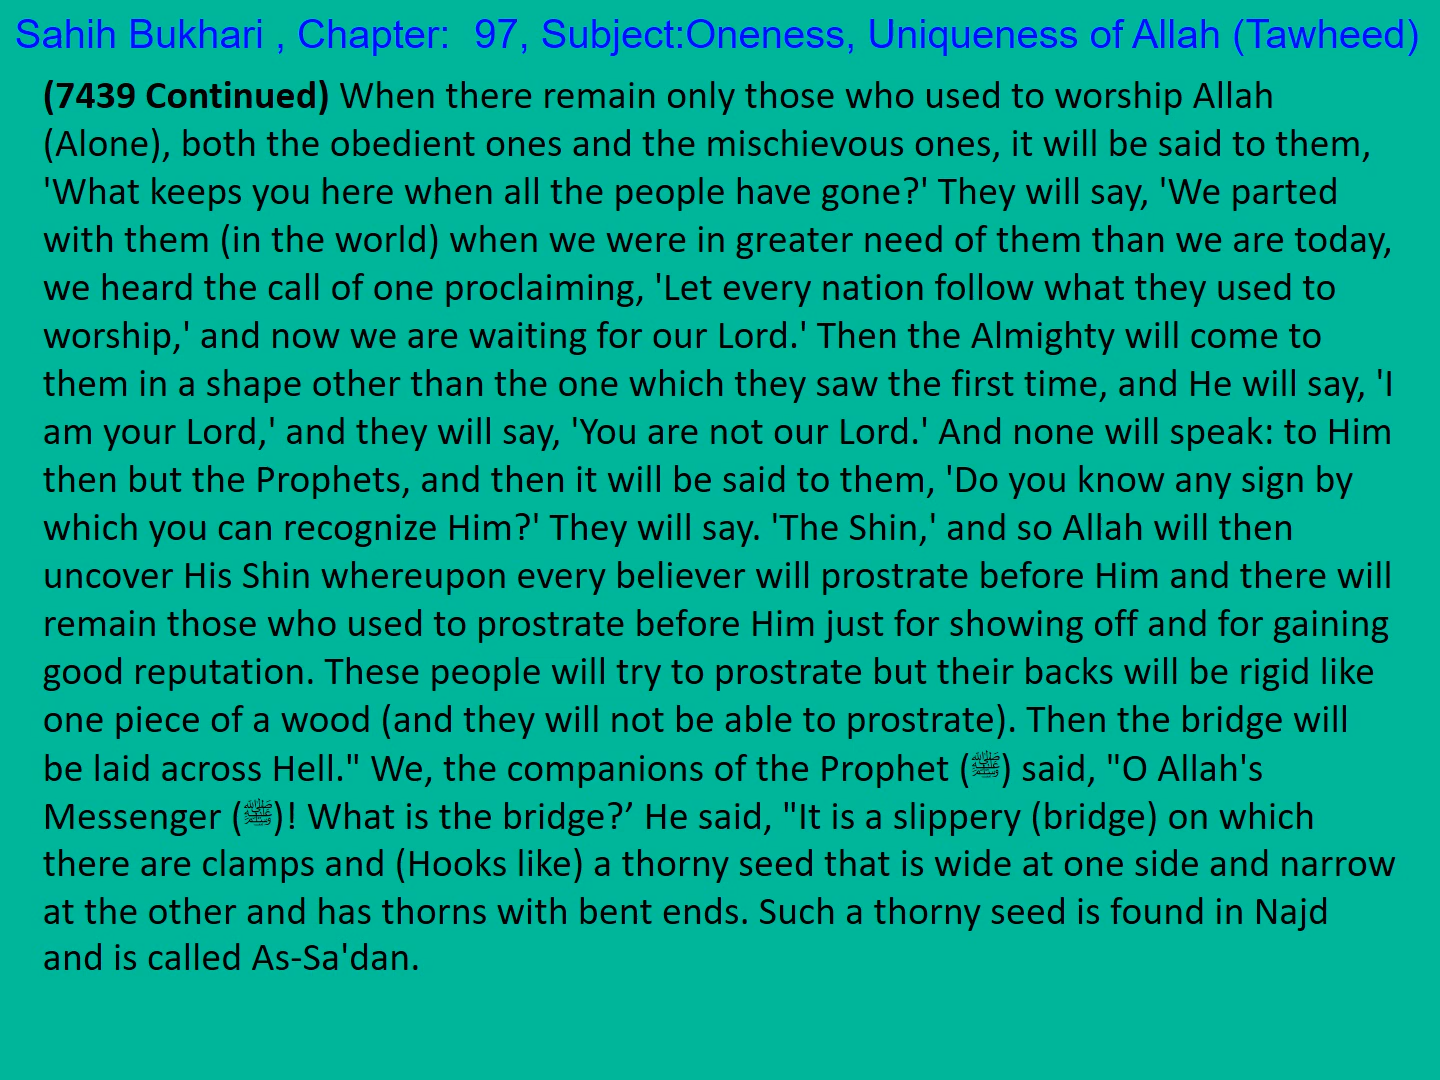 Sahih Bukhari , Chapter:  97, Subject:Oneness, Uniqueness of Allah (Tawheed)
(7439 Continued) When there remain only those who used to worship Allah
(Alone), both the obedient ones and the mischievous ones, it will be said to them,
'What keeps you here when all the people have gone?' They will say, 'We parted
with them (in the world) when we were in greater need of them than we are today,
we heard the call of one proclaiming, 'Let every nation follow what they used to
worship,' and now we are waiting for our Lord.' Then the Almighty will come to
them in a shape other than the one which they saw the first time, and He will say, 'I
am your Lord,' and they will say, 'You are not our Lord.' And none will speak: to Him
then but the Prophets, and then it will be said to them, 'Do you know any sign by
which you can recognize Him?' They will say. 'The Shin,' and so Allah will then
uncover His Shin whereupon every believer will prostrate before Him and there will
remain those who used to prostrate before Him just for showing off and for gaining
good reputation. These people will try to prostrate but their backs will be rigid like
one piece of a wood (and they will not be able to prostrate). Then the bridge will
be laid across Hell." We, the companions of the Prophet (ﷺ) said, "O Allah's
Messenger (ﷺ)! What is the bridge?’ He said, "It is a slippery (bridge) on which
there are clamps and (Hooks like) a thorny seed that is wide at one side and narrow
at the other and has thorns with bent ends. Such a thorny seed is found in Najd
and is called As-Sa'dan.